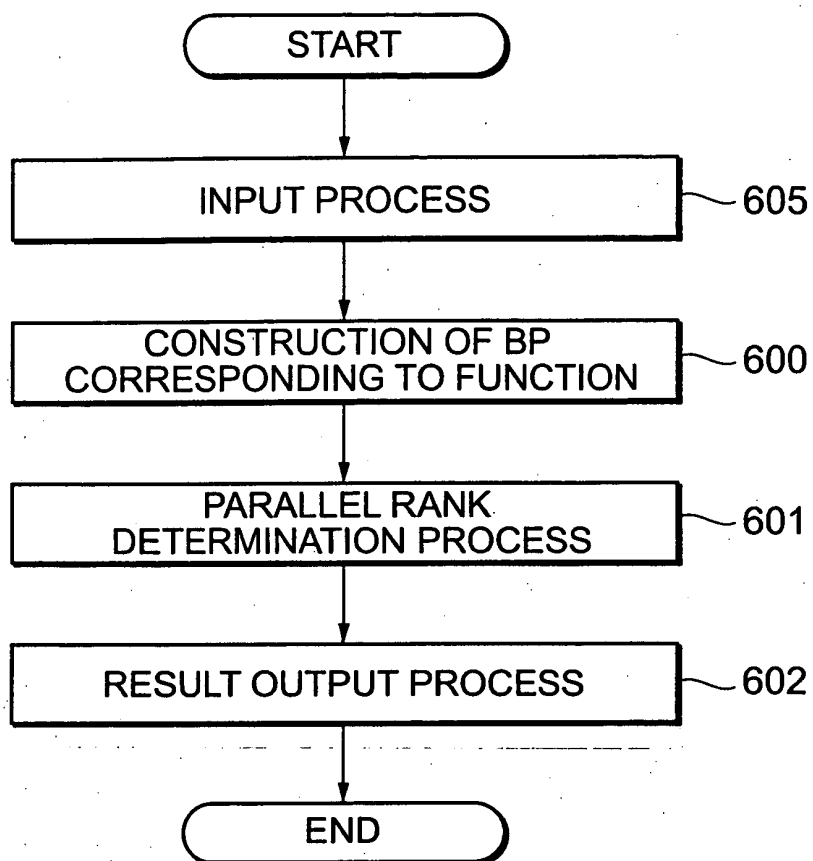 START
INPUT PROCESS
605
CONSTRUCTION OF BP
CORRESPONDING TO FUNCTION
600
PARALLEL RANK
DETERMINATION PROCESS
601
RESULT OUTPUT PROCESS
602
END